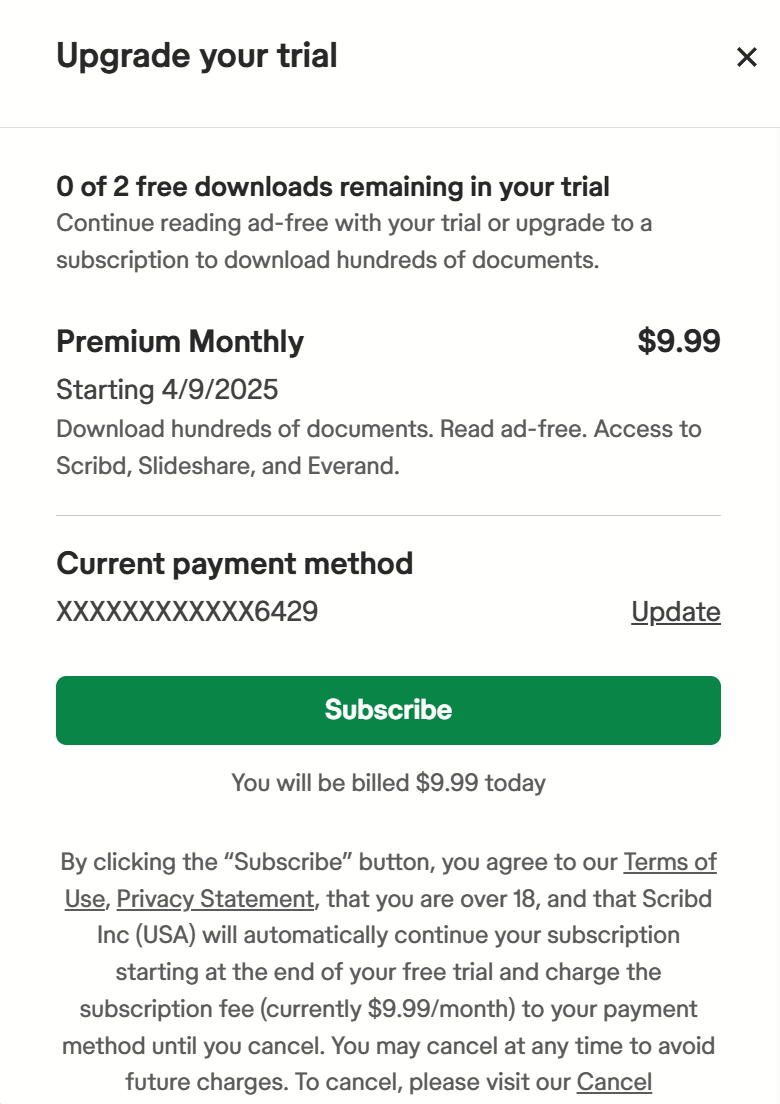 Upgrade your trial
0 of 2 free downloads remaining in your trial
Continue reading ad-free with your trial or upgrade to a
subscription to download hundreds of documents.
Premium Monthly $9.99
Starting 4/9/2025
Download hundreds of documents. Read ad-free. Access to
Scribd, Slideshare, and Everand.
Current payment method
XXXXXXXXXXXX6429 Update
Subscribe
You will be billed $9.99 today
By clicking the “Subscribe” button, you agree to our Terms of
Use, Privacy Statement, that you are over 18, and that Scribd
Inc (USA) will automatically continue your subscription
starting at the end of your free trial and charge the
subscription fee (currently $9.99/month) to your payment
method until you cancel. You may cancel at any time to avoid
future charges. To cancel, please visit our Cancel